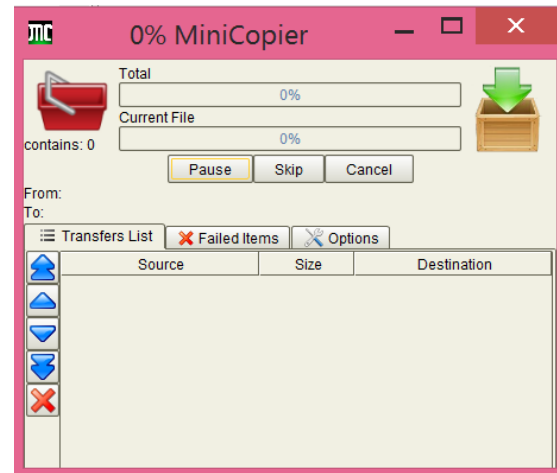 0% MiniCopier
Total
0%
Current File
contains: 0
0%
Pause Skip Cancel
From:
To:
Transfers List Failed Items Options
Source Size Destination